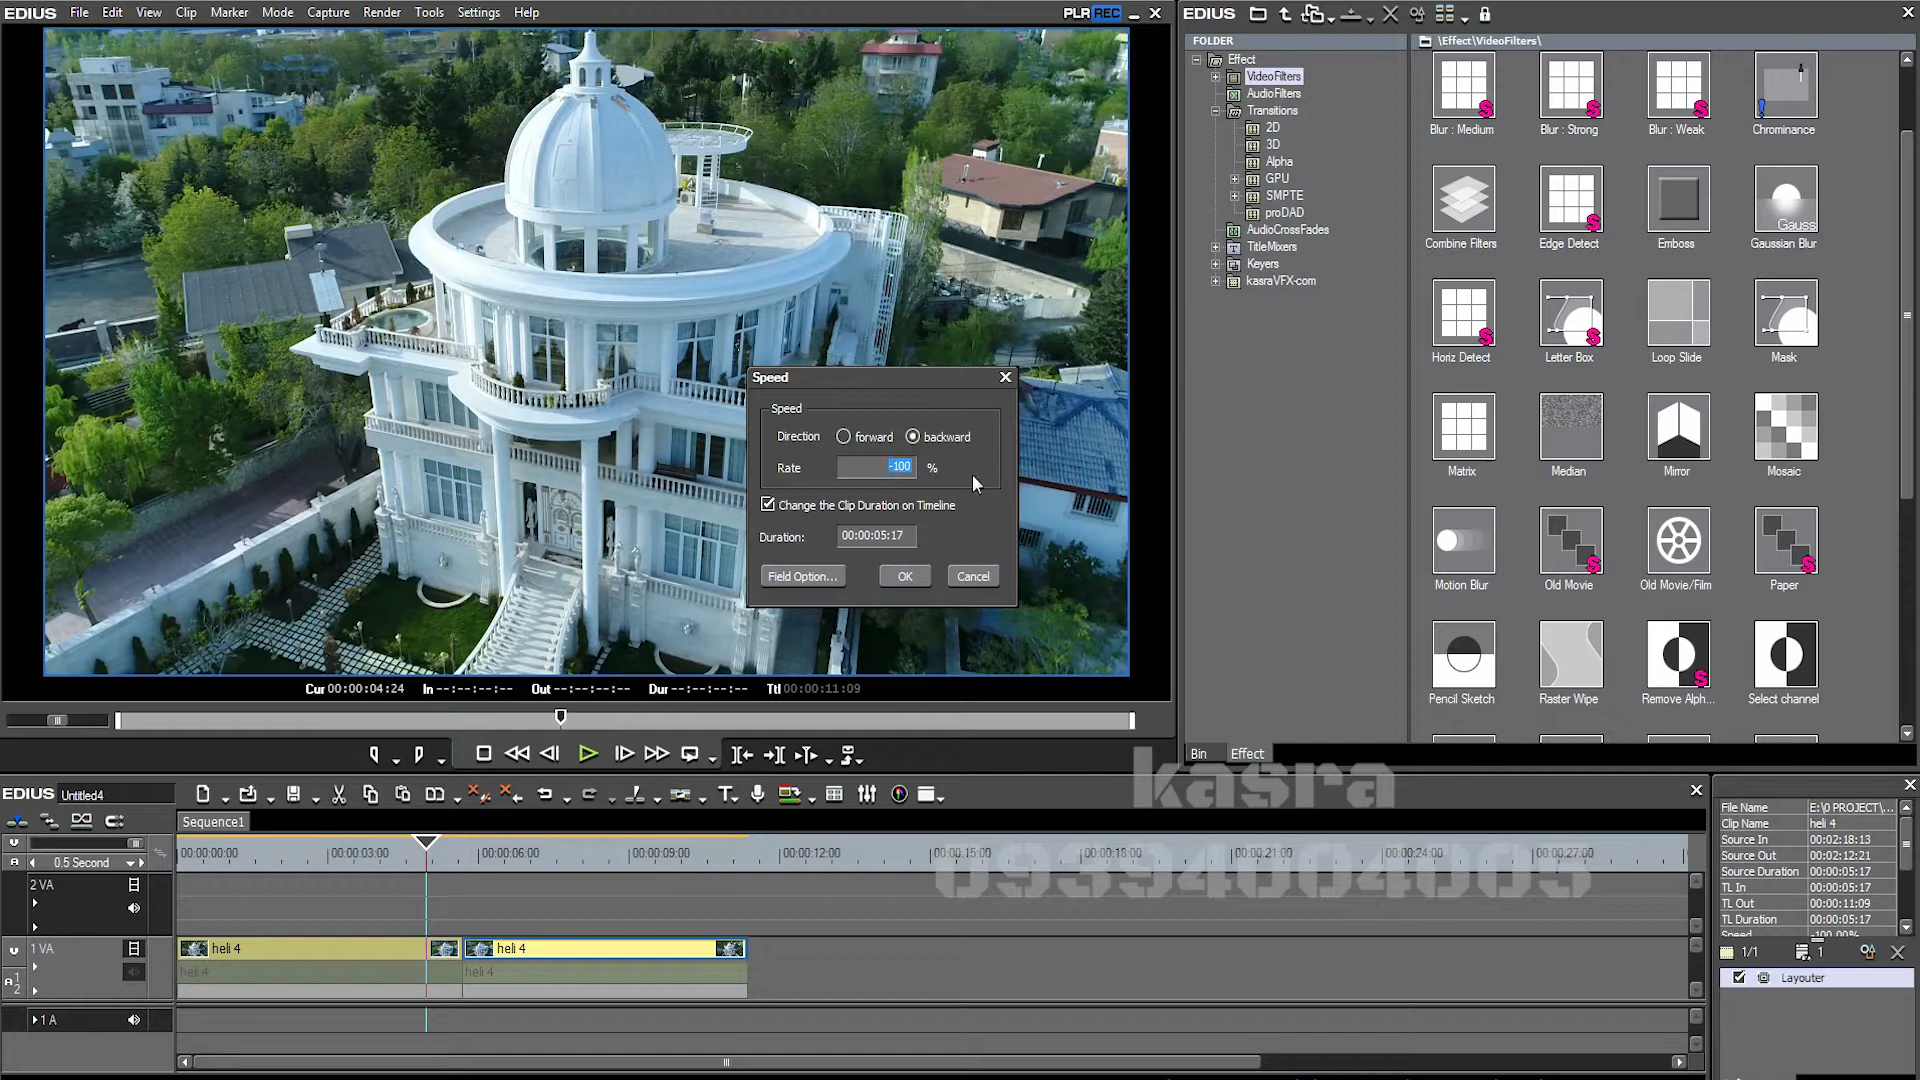 EDIUS File Edit View Clip Marker Mode Capture Render Tools Settings Help PLR REC
EDIUS
FOLDER
\Effect\VideoFilters\
Effect
VideoFilters
AudioFilters
Transitions
2D
3D
Alpha
GPU
SMPTE
proDAD
AudioCrossFades
TitleMixers
Keyers
kasraVFX-com
Blur : Medium Blur : Strong Blur : Weak Chrominance
Gauss
Combine Filters Edge Detect Emboss Gaussian Blur
Horiz Detect Letter Box Loop Slide Mask
Matrix Median Mirror Mosaic
Motion Blur Old Movie Old Movie/Film Paper
Pencil Sketch Raster Wipe Remove Alph... Select channel
Bin Effect
Speed
Speed
Direction forward backward
Rate -100 %
Change the Clip Duration on Timeline
Duration: 00:00:05:17
Field Option... OK Cancel
Cur 00:00:04:24 In --:--:--:-- Out --:--:--:-- Dur --:--:--:-- Ttl 00:00:11:09
kasra
09394004005
EDIUS Untitled4
Sequence1
0.5 Second
00:00:00:00 00:00:03:00 00:00:06:00 00:00:09:00 00:00:12:00 00:00:15:00 00:00:18:00 00:00:21:00 00:00:24:00 00:00:27:00
2 VA
1 VA
heli 4 heli 4
heli 4 heli 4
A 1 2
1 A
File Name E:\0 PROJECT\...
Clip Name heli 4
Source In 00:02:18:13
Source Out 00:02:12:21
Source Duration 00:00:05:17
TL In 00:00:05:17
TL Out 00:00:11:09
TL Duration 00:00:05:17
Speed -100.00%
1/1 1
Layouter